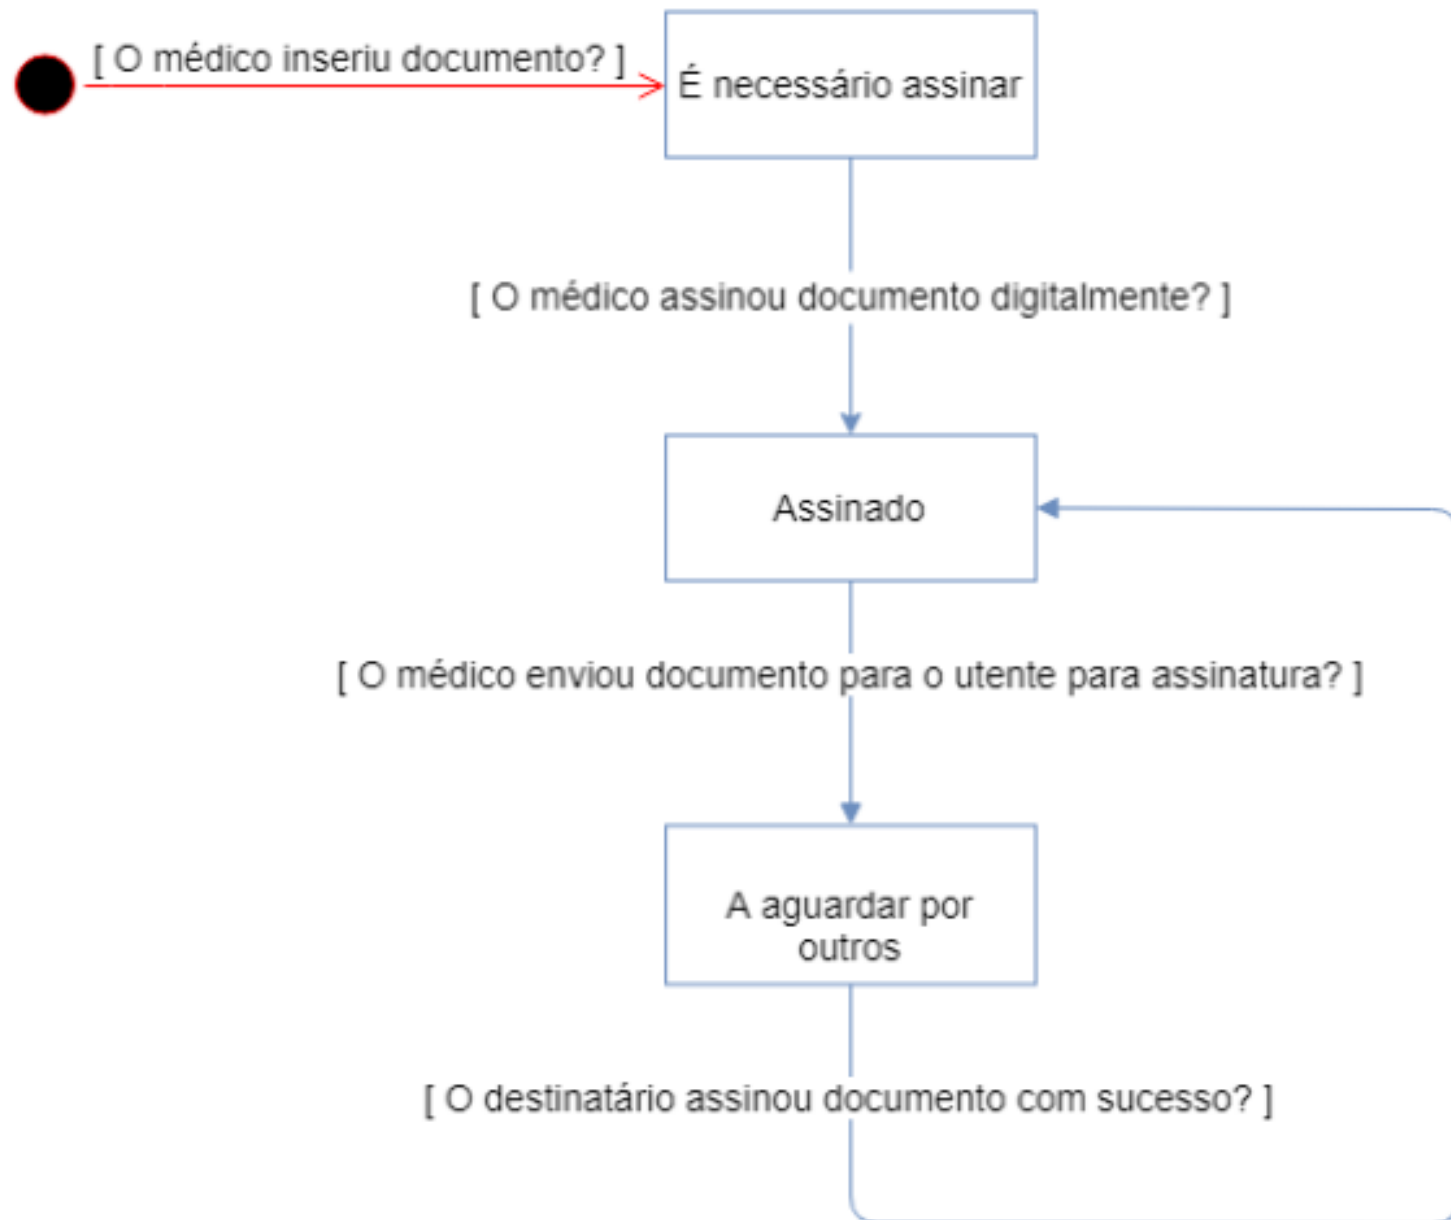 [ O médico inseriu documento? ]
É necessário assinar
[ O médico assinou documento digitalmente? ]
Assinado
[ O médico enviou documento para o utente para assinatura? ]
A aguardar por
outros
[ O destinatário assinou documento com sucesso? ]